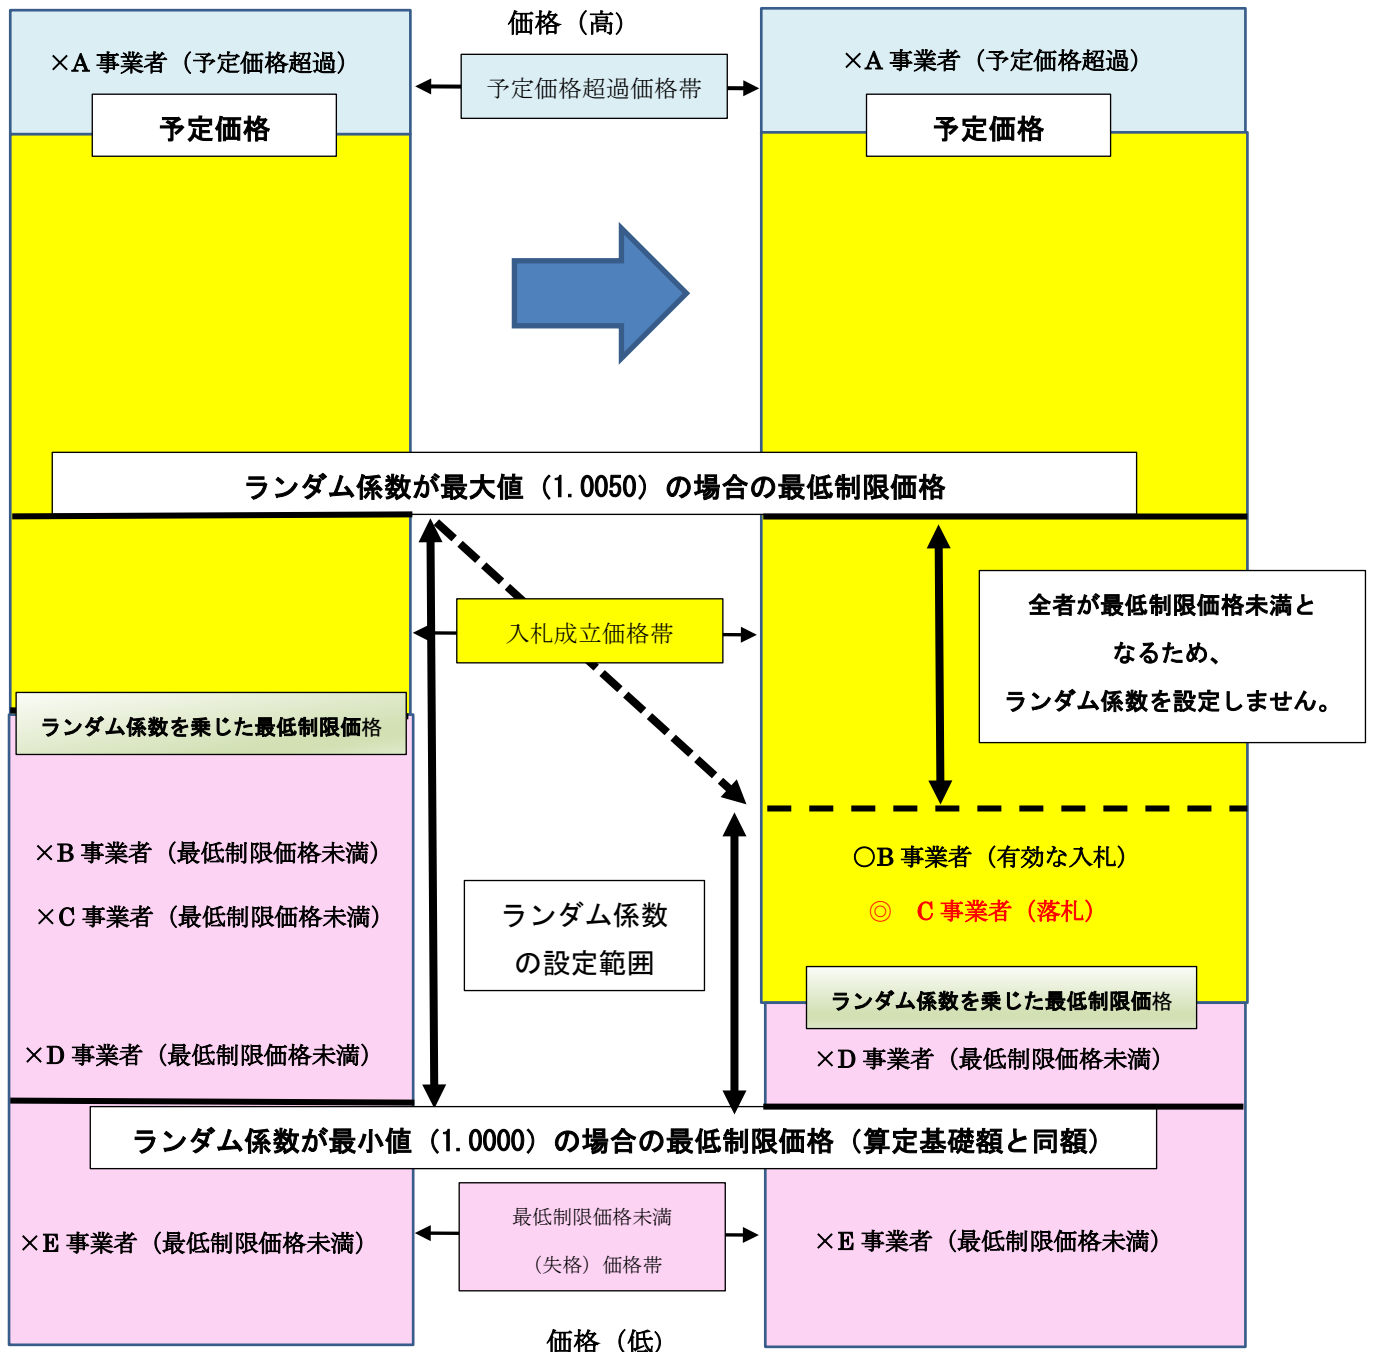 価格（高）
×A 事業者（予定価格超過）
×A 事業者（予定価格超過）
予定価格超過価格帯
予定価格
予定価格
ランダム係数が最大値（1.0050）の場合の最低制限価格
全者が最低制限価格未満と
なるため、
ランダム係数を設定しません。
入札成立価格帯
ランダム係数を乗じた最低制限価格
×B 事業者（最低制限価格未満）
○B 事業者（有効な入札）
×C 事業者（最低制限価格未満）
◎　C 事業者（落札）
ランダム係数
の設定範囲
ランダム係数を乗じた最低制限価格
×D 事業者（最低制限価格未満）
×D 事業者（最低制限価格未満）
ランダム係数が最小値（1.0000）の場合の最低制限価格（算定基礎額と同額）
最低制限価格未満
（失格）価格帯
×E 事業者（最低制限価格未満）
×E 事業者（最低制限価格未満）
価格（低）